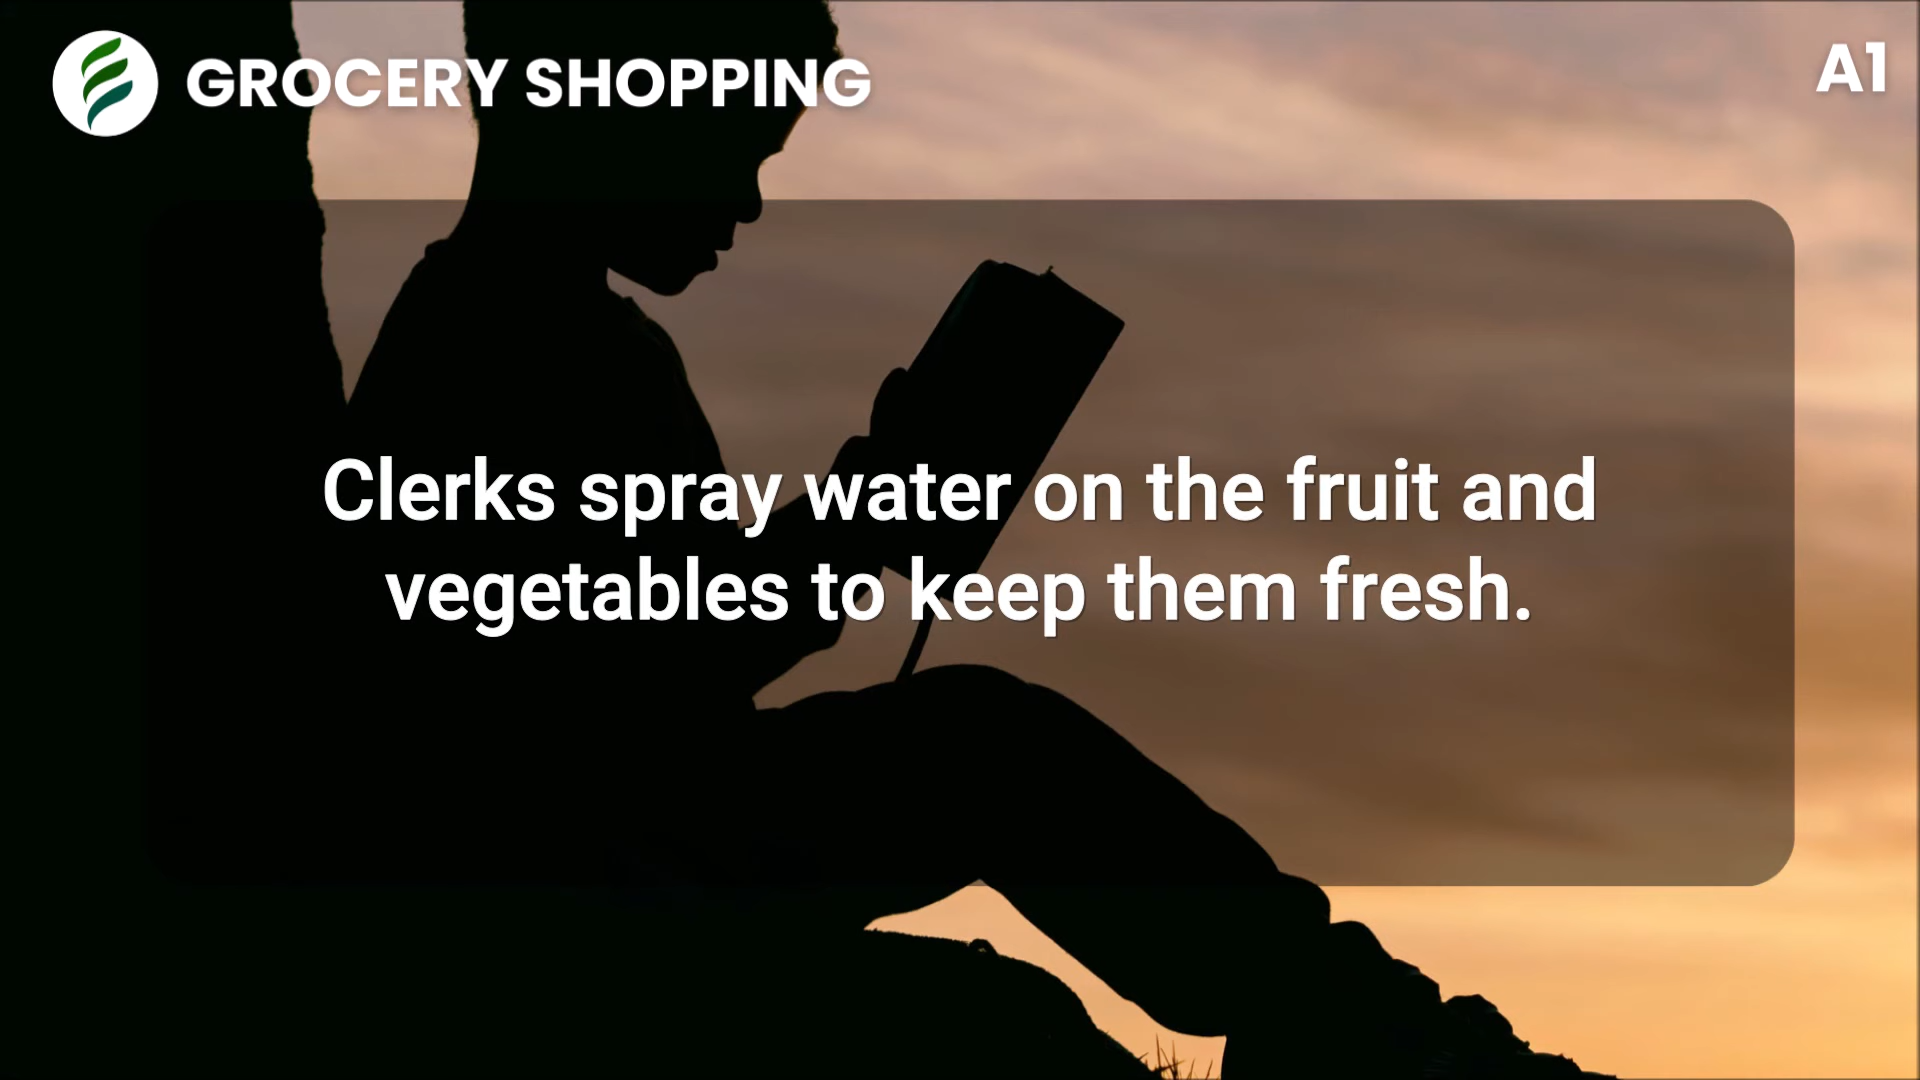 GROCERY SHOPPING
A1
Clerks spray water on the fruit and
vegetables to keep them fresh.